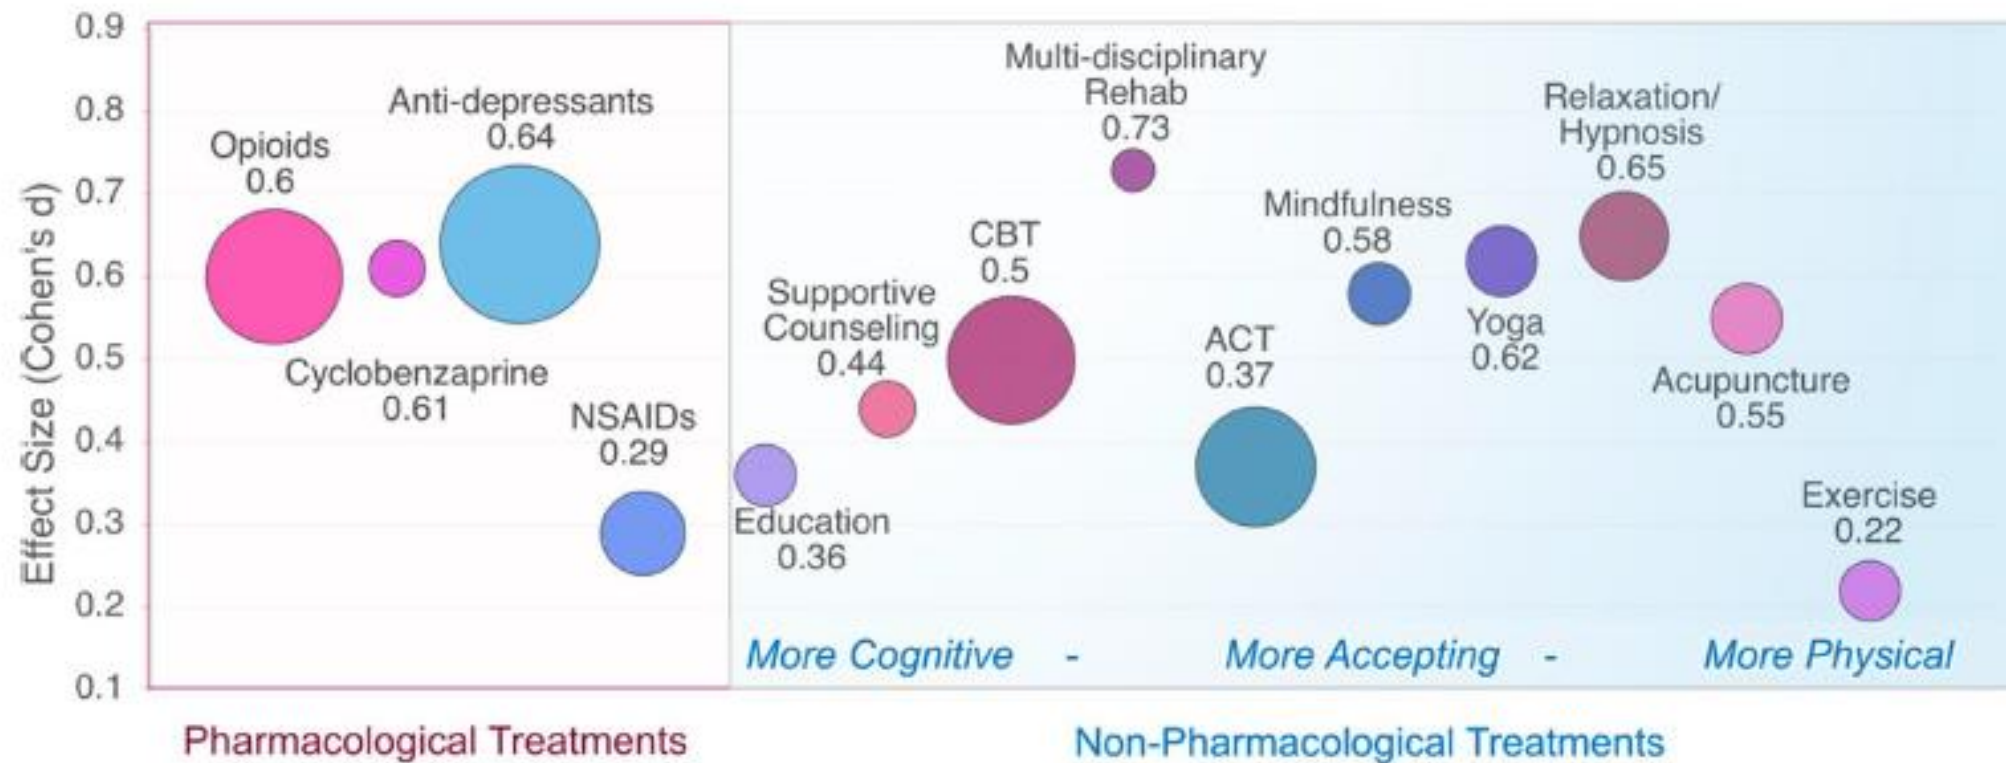 Effect Size (Cohen's d)
0.9
0.8
0.7
0.6
0.5
0.4
0.3
0.2
0.1
Opioids
0.6
Anti-depressants
0.64
Cyclobenzaprine
0.61
NSAIDs
0.29
Education
0.36
Supportive
Counseling
0.44
CBT
0.5
Multi-disciplinary
Rehab
0.73
ACT
0.37
Mindfulness
0.58
Yoga
0.62
Relaxation/
Hypnosis
0.65
Acupuncture
0.55
Exercise
0.22
More Cognitive - More Accepting - More Physical
Pharmacological Treatments
Non-Pharmacological Treatments